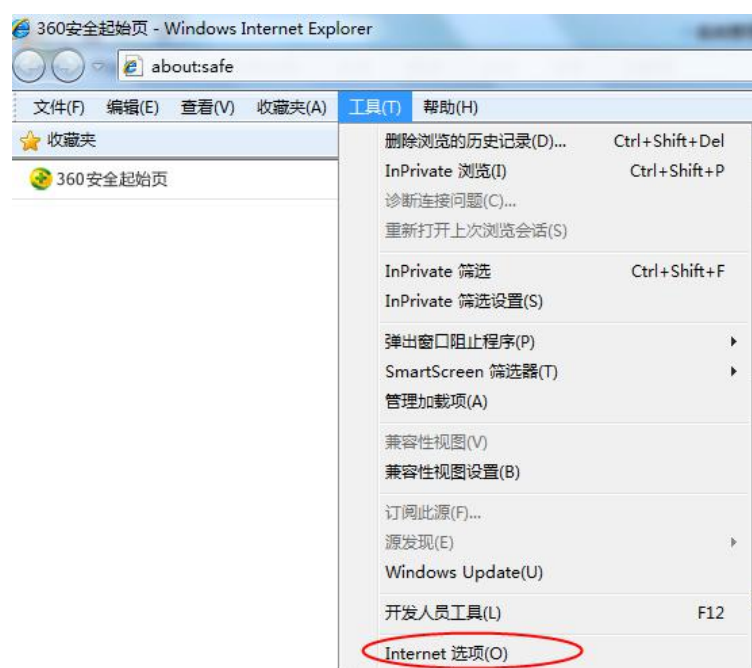 360安全起始页 - Windows Internet Explorer
about:safe
文件(F) 编辑(E) 查看(V) 收藏夹(A) 工具(T) 帮助(H)
收藏夹
360安全起始页
删除浏览的历史记录(D)... Ctrl+Shift+Del
InPrivate 浏览(I) Ctrl+Shift+P
诊断连接问题(C)...
重新打开上次浏览会话(S)
InPrivate 筛选 Ctrl+Shift+F
InPrivate 筛选设置(S)
弹出窗口阻止程序(P)
SmartScreen 筛选器(T)
管理加载项(A)
兼容性视图(V)
兼容性视图设置(B)
订阅此源(F)...
源发现(E)
Windows Update(U)
开发人员工具(L) F12
Internet 选项(O)